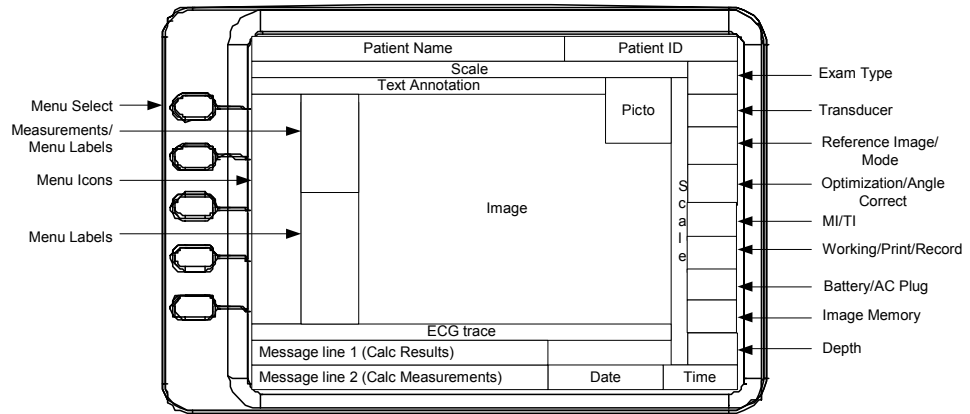 Patient Name
Patient ID
Scale
Text Annotation
Picto
Image
S
c
a
l
e
ECG trace
Message line 1 (Calc Results)
Message line 2 (Calc Measurements)
Date
Time
Menu Select
Measurements/
Menu Labels
Menu Icons
Menu Labels
Exam Type
Transducer
Reference Image/
Mode
Optimization/Angle
Correct
MI/TI
Working/Print/Record
Battery/AC Plug
Image Memory
Depth